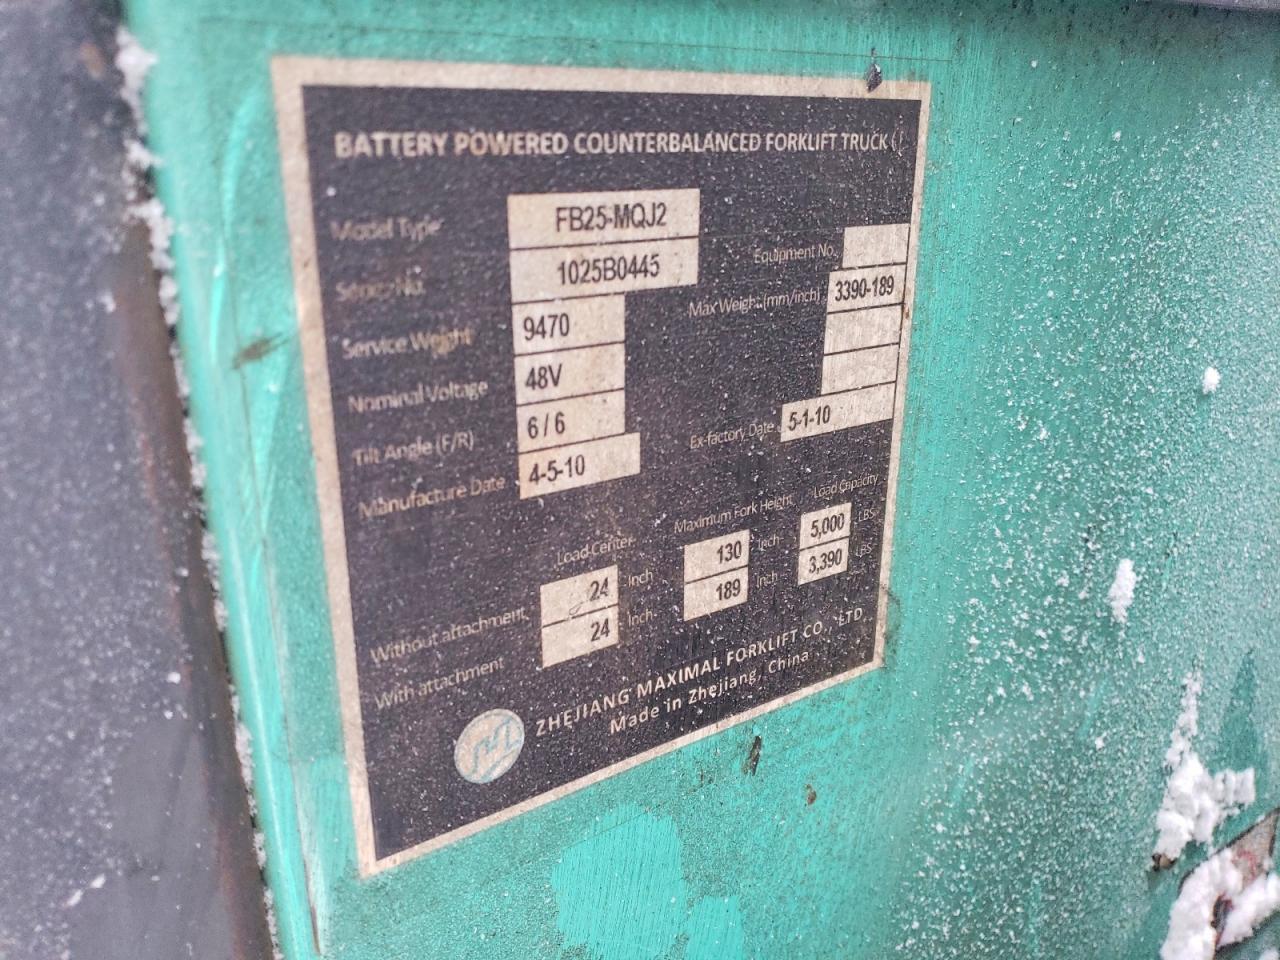 BATTERY POWERED COUNTERBALANCED FORKLIFT TRUCK
Model Type FB25-MQJ2
Series No. 1025B0445 Equipment No.
Service Weight 9470 Max Weight (mm/inch) 3390-189
Nominal Voltage 48V
Tilt Angle (F/R) 6 / 6
Manufacture Date 4-5-10 Ex-factory Date 5-1-10
Load Center Maximum Fork Height Load Capacity
Without attachment 24 Inch 130 Inch 5,000 LBS
With attachment 24 Inch 189 Inch 3,390 LBS
ZHEJIANG MAXIMAL FORKLIFT CO., LTD.
Made in Zhejiang, China